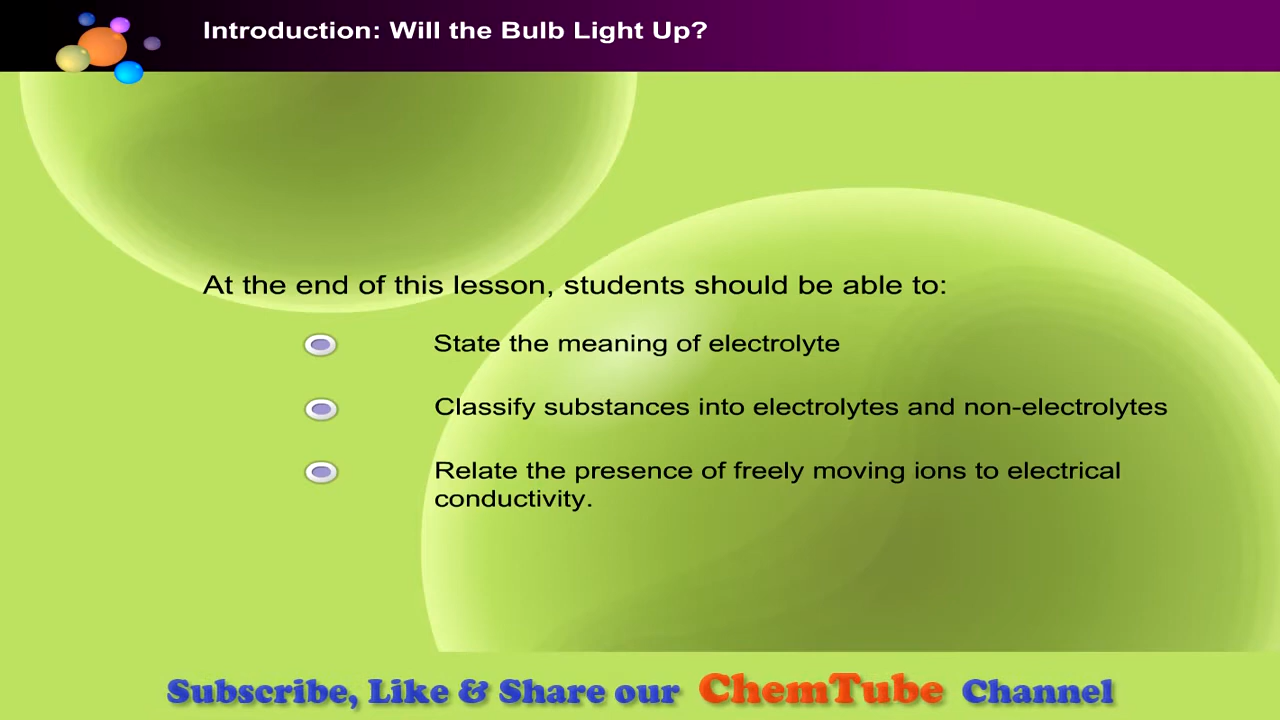 Introduction: Will the Bulb Light Up?
At the end of this lesson, students should be able to:
State the meaning of electrolyte
Classify substances into electrolytes and non-electrolytes
Relate the presence of freely moving ions to electrical
conductivity.
Subscribe, Like & Share our ChemTube Channel